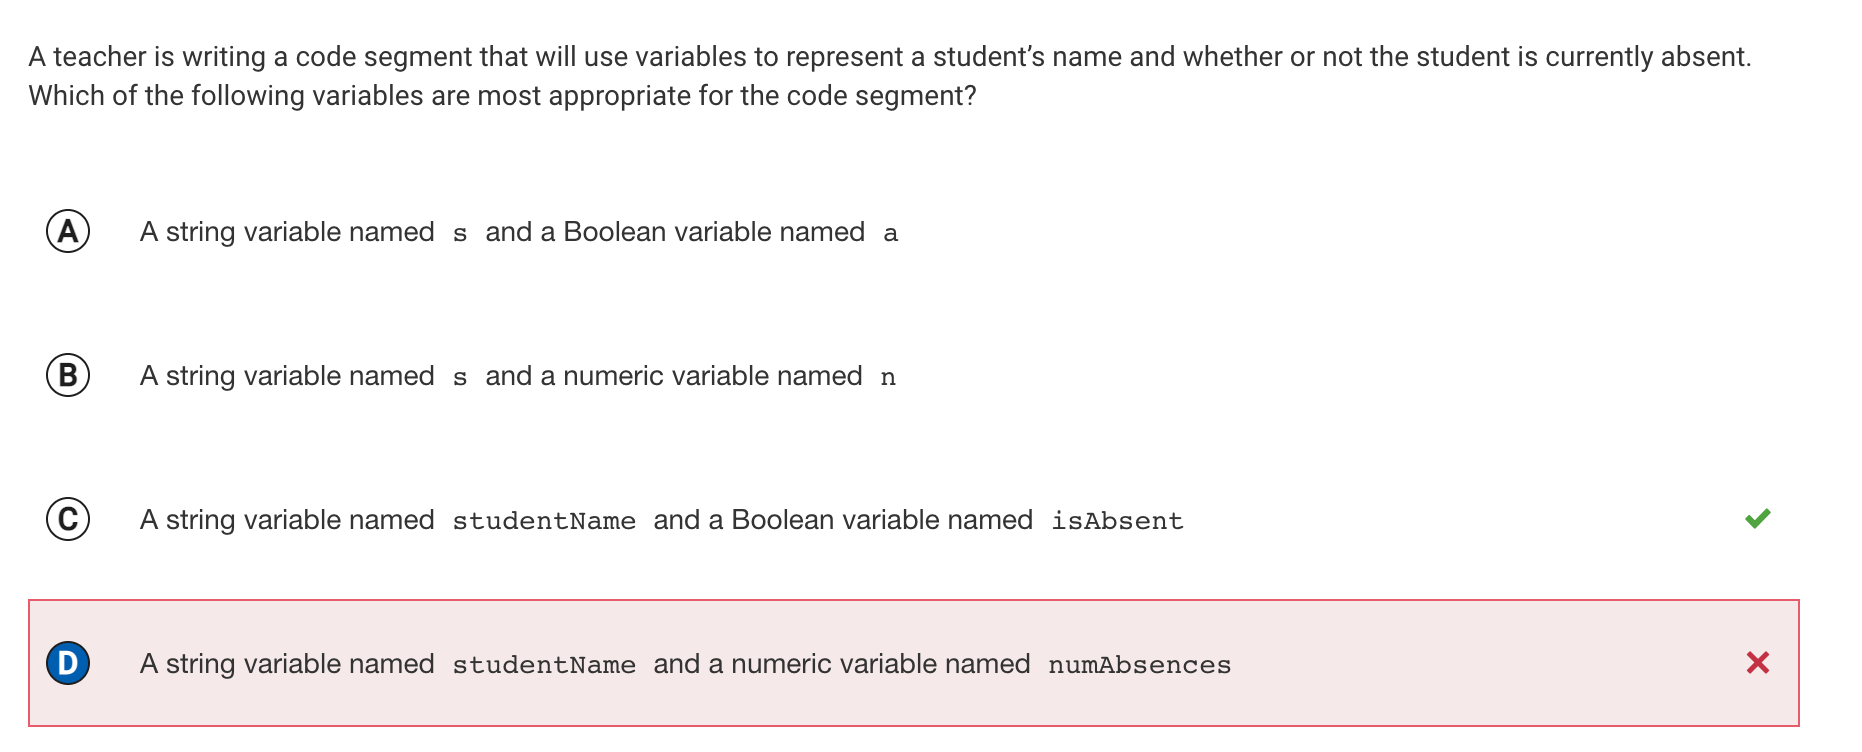 A teacher is writing a code segment that will use variables to represent a student’s name and whether or not the student is currently absent.
Which of the following variables are most appropriate for the code segment?
A A string variable named s and a Boolean variable named a
B A string variable named s and a numeric variable named n
C A string variable named studentName and a Boolean variable named isAbsent
D A string variable named studentName and a numeric variable named numAbsences